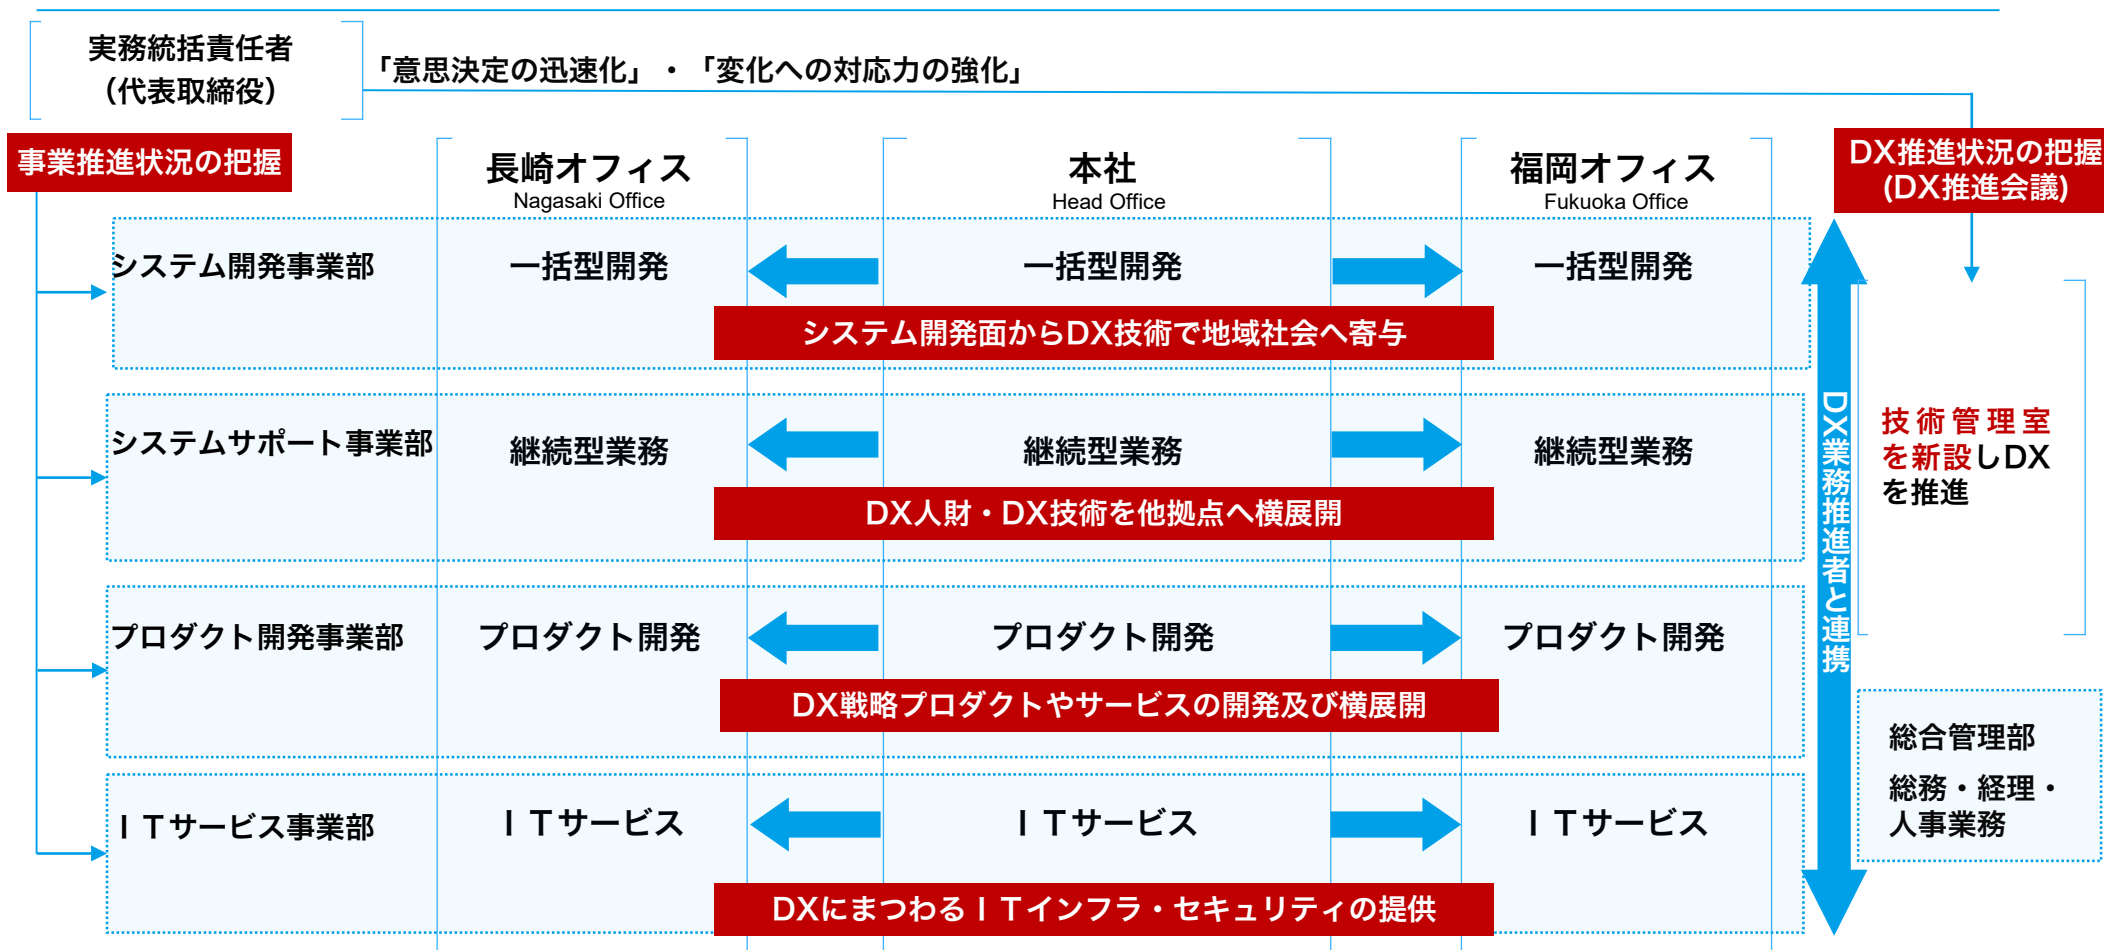 実務統括責任者
（代表取締役）
「意思決定の迅速化」・「変化への対応力の強化」
事業推進状況の把握
長崎オフィス
Nagasaki Office
本社
Head Office
福岡オフィス
Fukuoka Office
DX推進状況の把握
(DX推進会議)
システム開発事業部
一括型開発
一括型開発
一括型開発
システム開発面からDX技術で地域社会へ寄与
システムサポート事業部
継続型業務
継続型業務
継続型業務
DX人財・DX技術を他拠点へ横展開
プロダクト開発事業部
プロダクト開発
プロダクト開発
プロダクト開発
DX戦略プロダクトやサービスの開発及び横展開
ＩＴサービス事業部
ＩＴサービス
ＩＴサービス
ＩＴサービス
DXにまつわるＩＴインフラ・セキュリティの提供
DX業務推進者と連携
技術管理室
を新設しDX
を推進
総合管理部
総務・経理・
人事業務